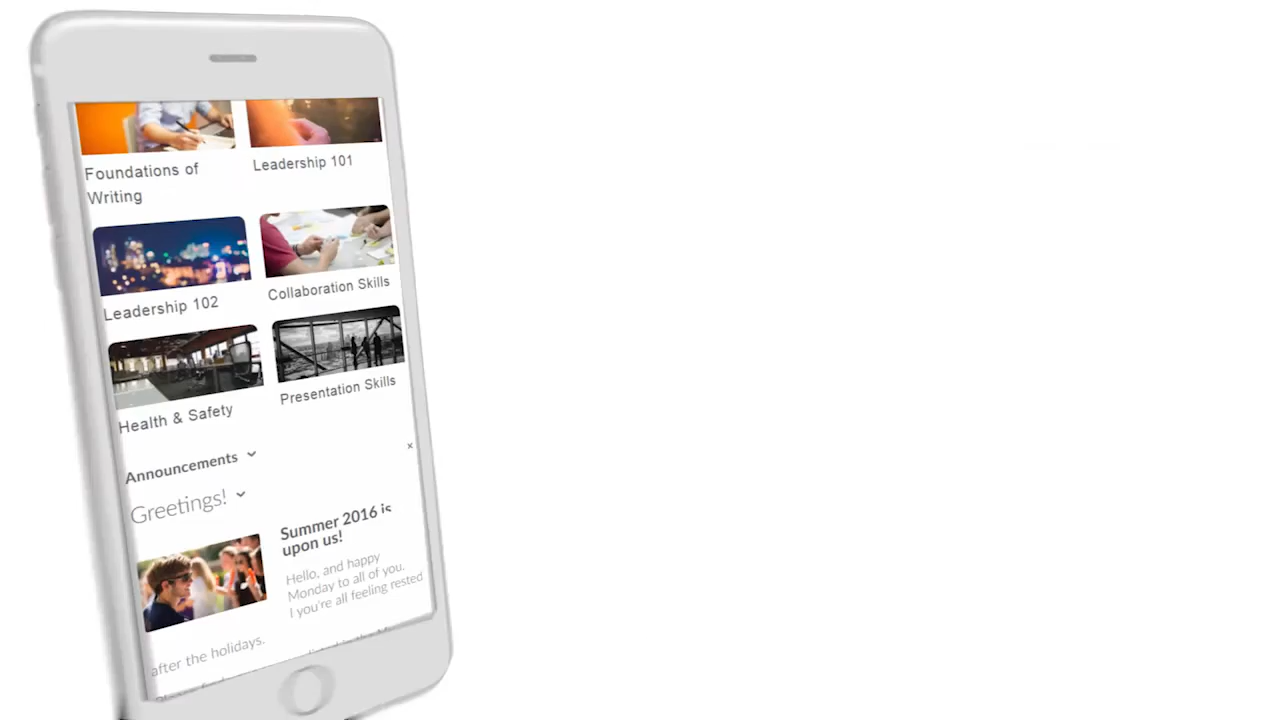 Foundations of
Writing
Leadership 101
Leadership 102
Collaboration Skills
Health & Safety
Presentation Skills
Announcements
×
Greetings!
Summer 2016 is
upon us!
Hello, and happy
Monday to all of you.
I you're all feeling rested
after the holidays.